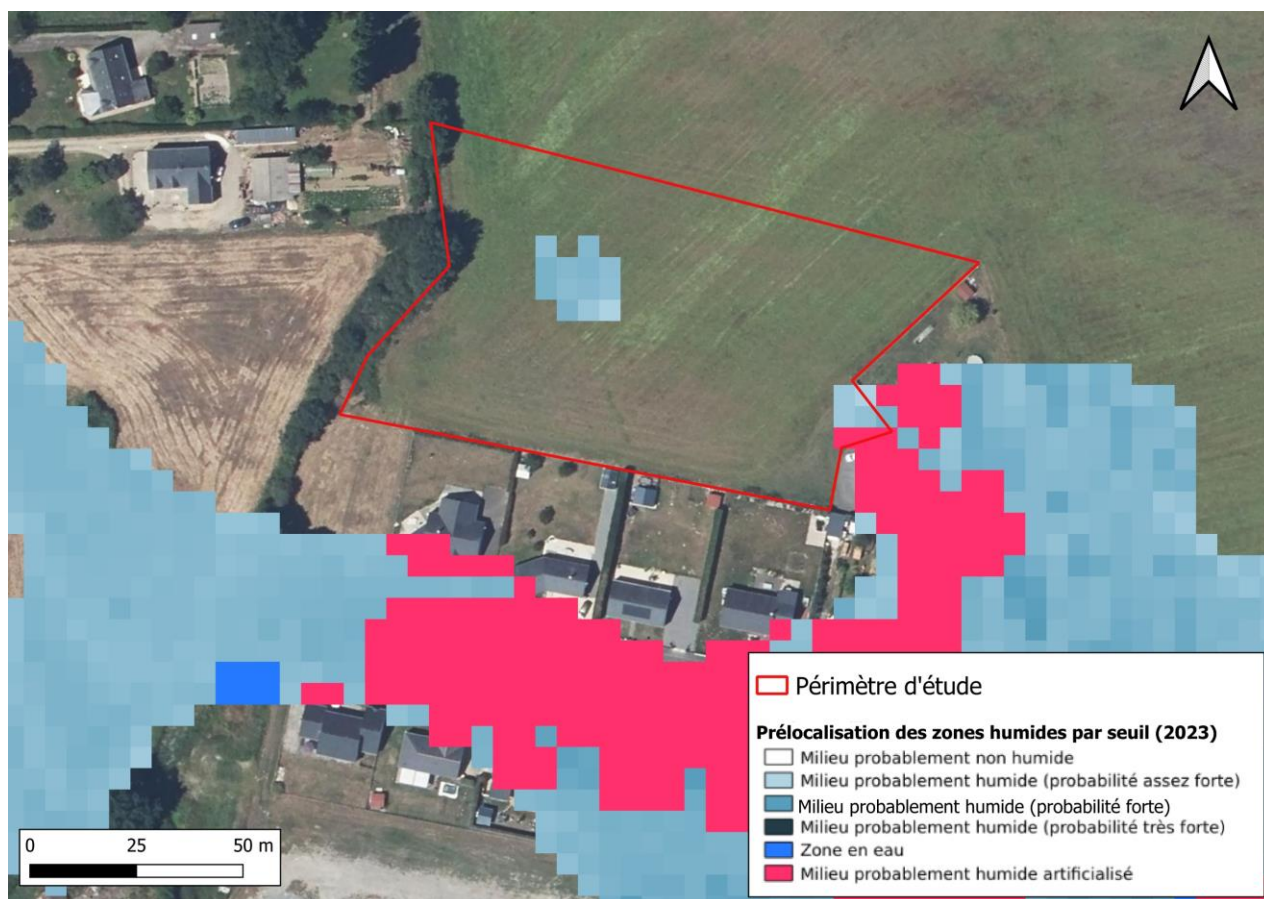 Périmètre d'étude
Prélocalisation des zones humides par seuil (2023)
Milieu probablement non humide
Milieu probablement humide (probabilité assez forte)
Milieu probablement humide (probabilité forte)
Milieu probablement humide (probabilité très forte)
Zone en eau
Milieu probablement humide artificialisé
0 25 50 m